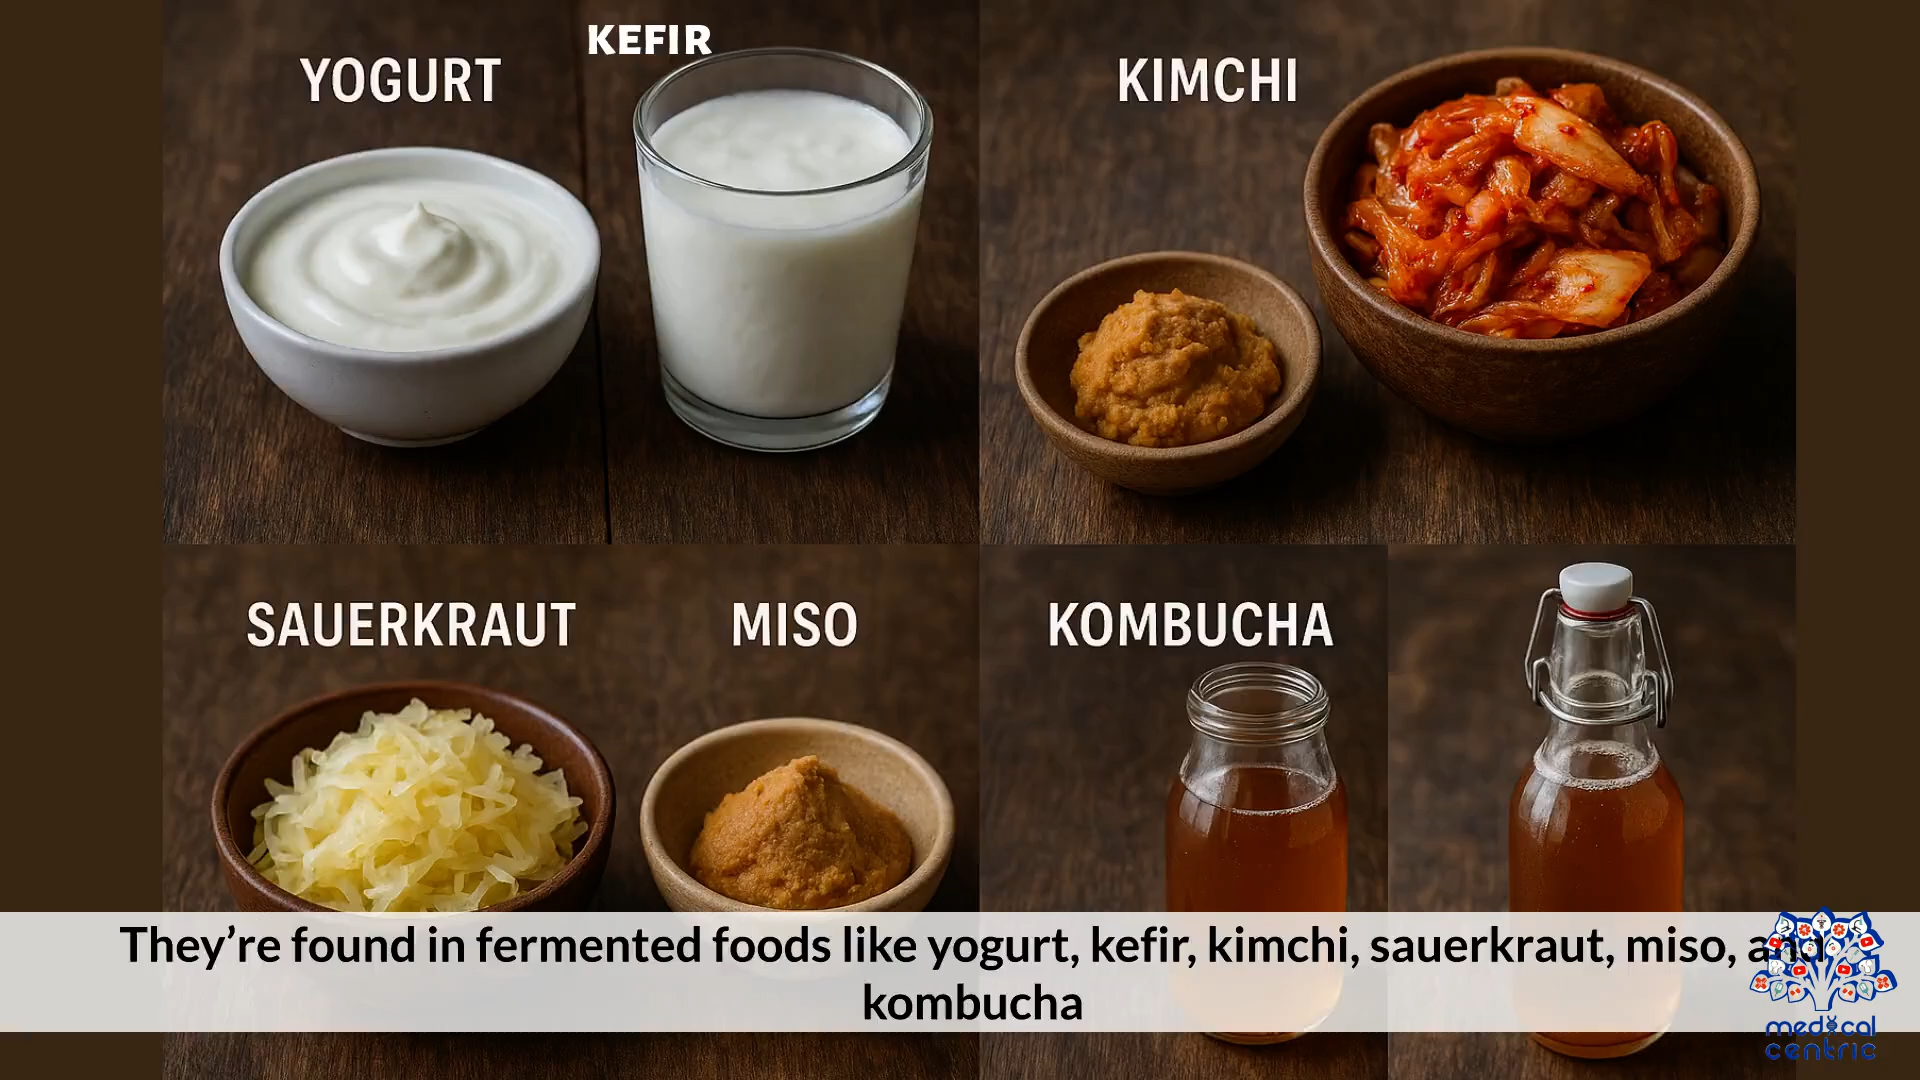 KEFIR
YOGURT
KIMCHI
SAUERKRAUT
MISO
KOMBUCHA
They’re found in fermented foods like yogurt, kefir, kimchi, sauerkraut, miso, and
kombucha
medical
centric